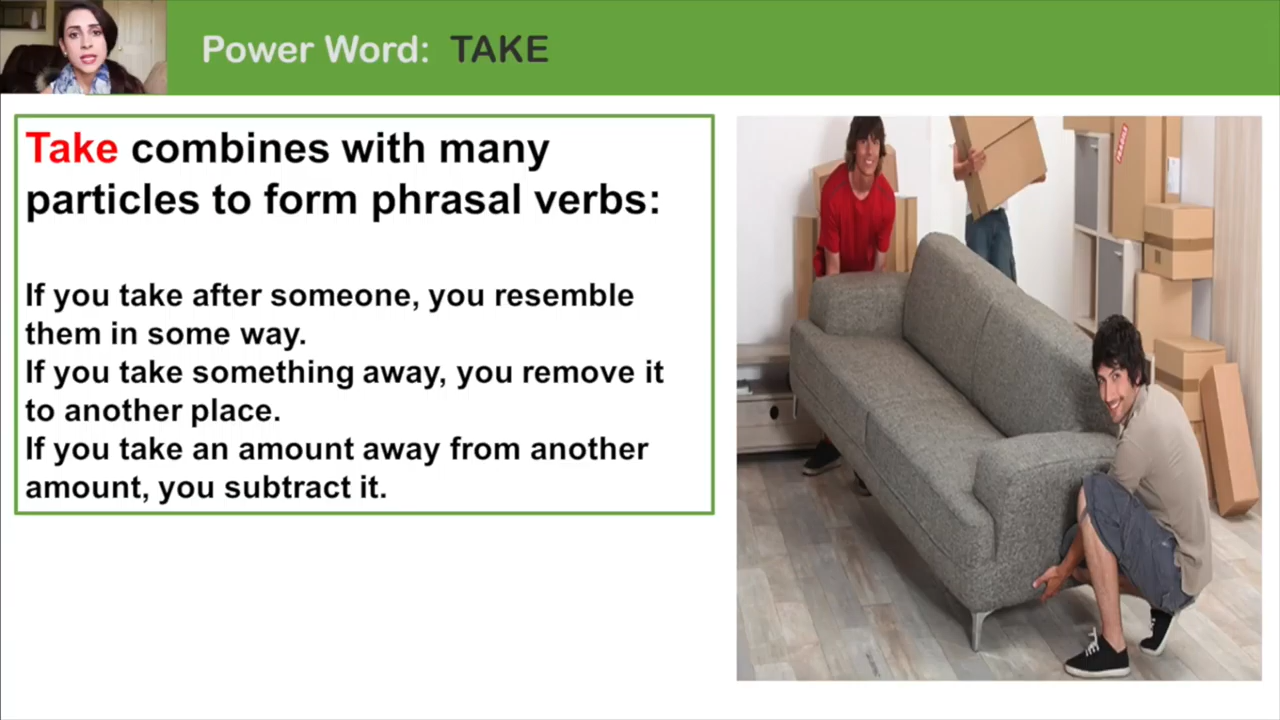 Power Word: TAKE
Take combines with many
particles to form phrasal verbs:
If you take after someone, you resemble
them in some way.
If you take something away, you remove it
to another place.
If you take an amount away from another
amount, you subtract it.
FRAGILE